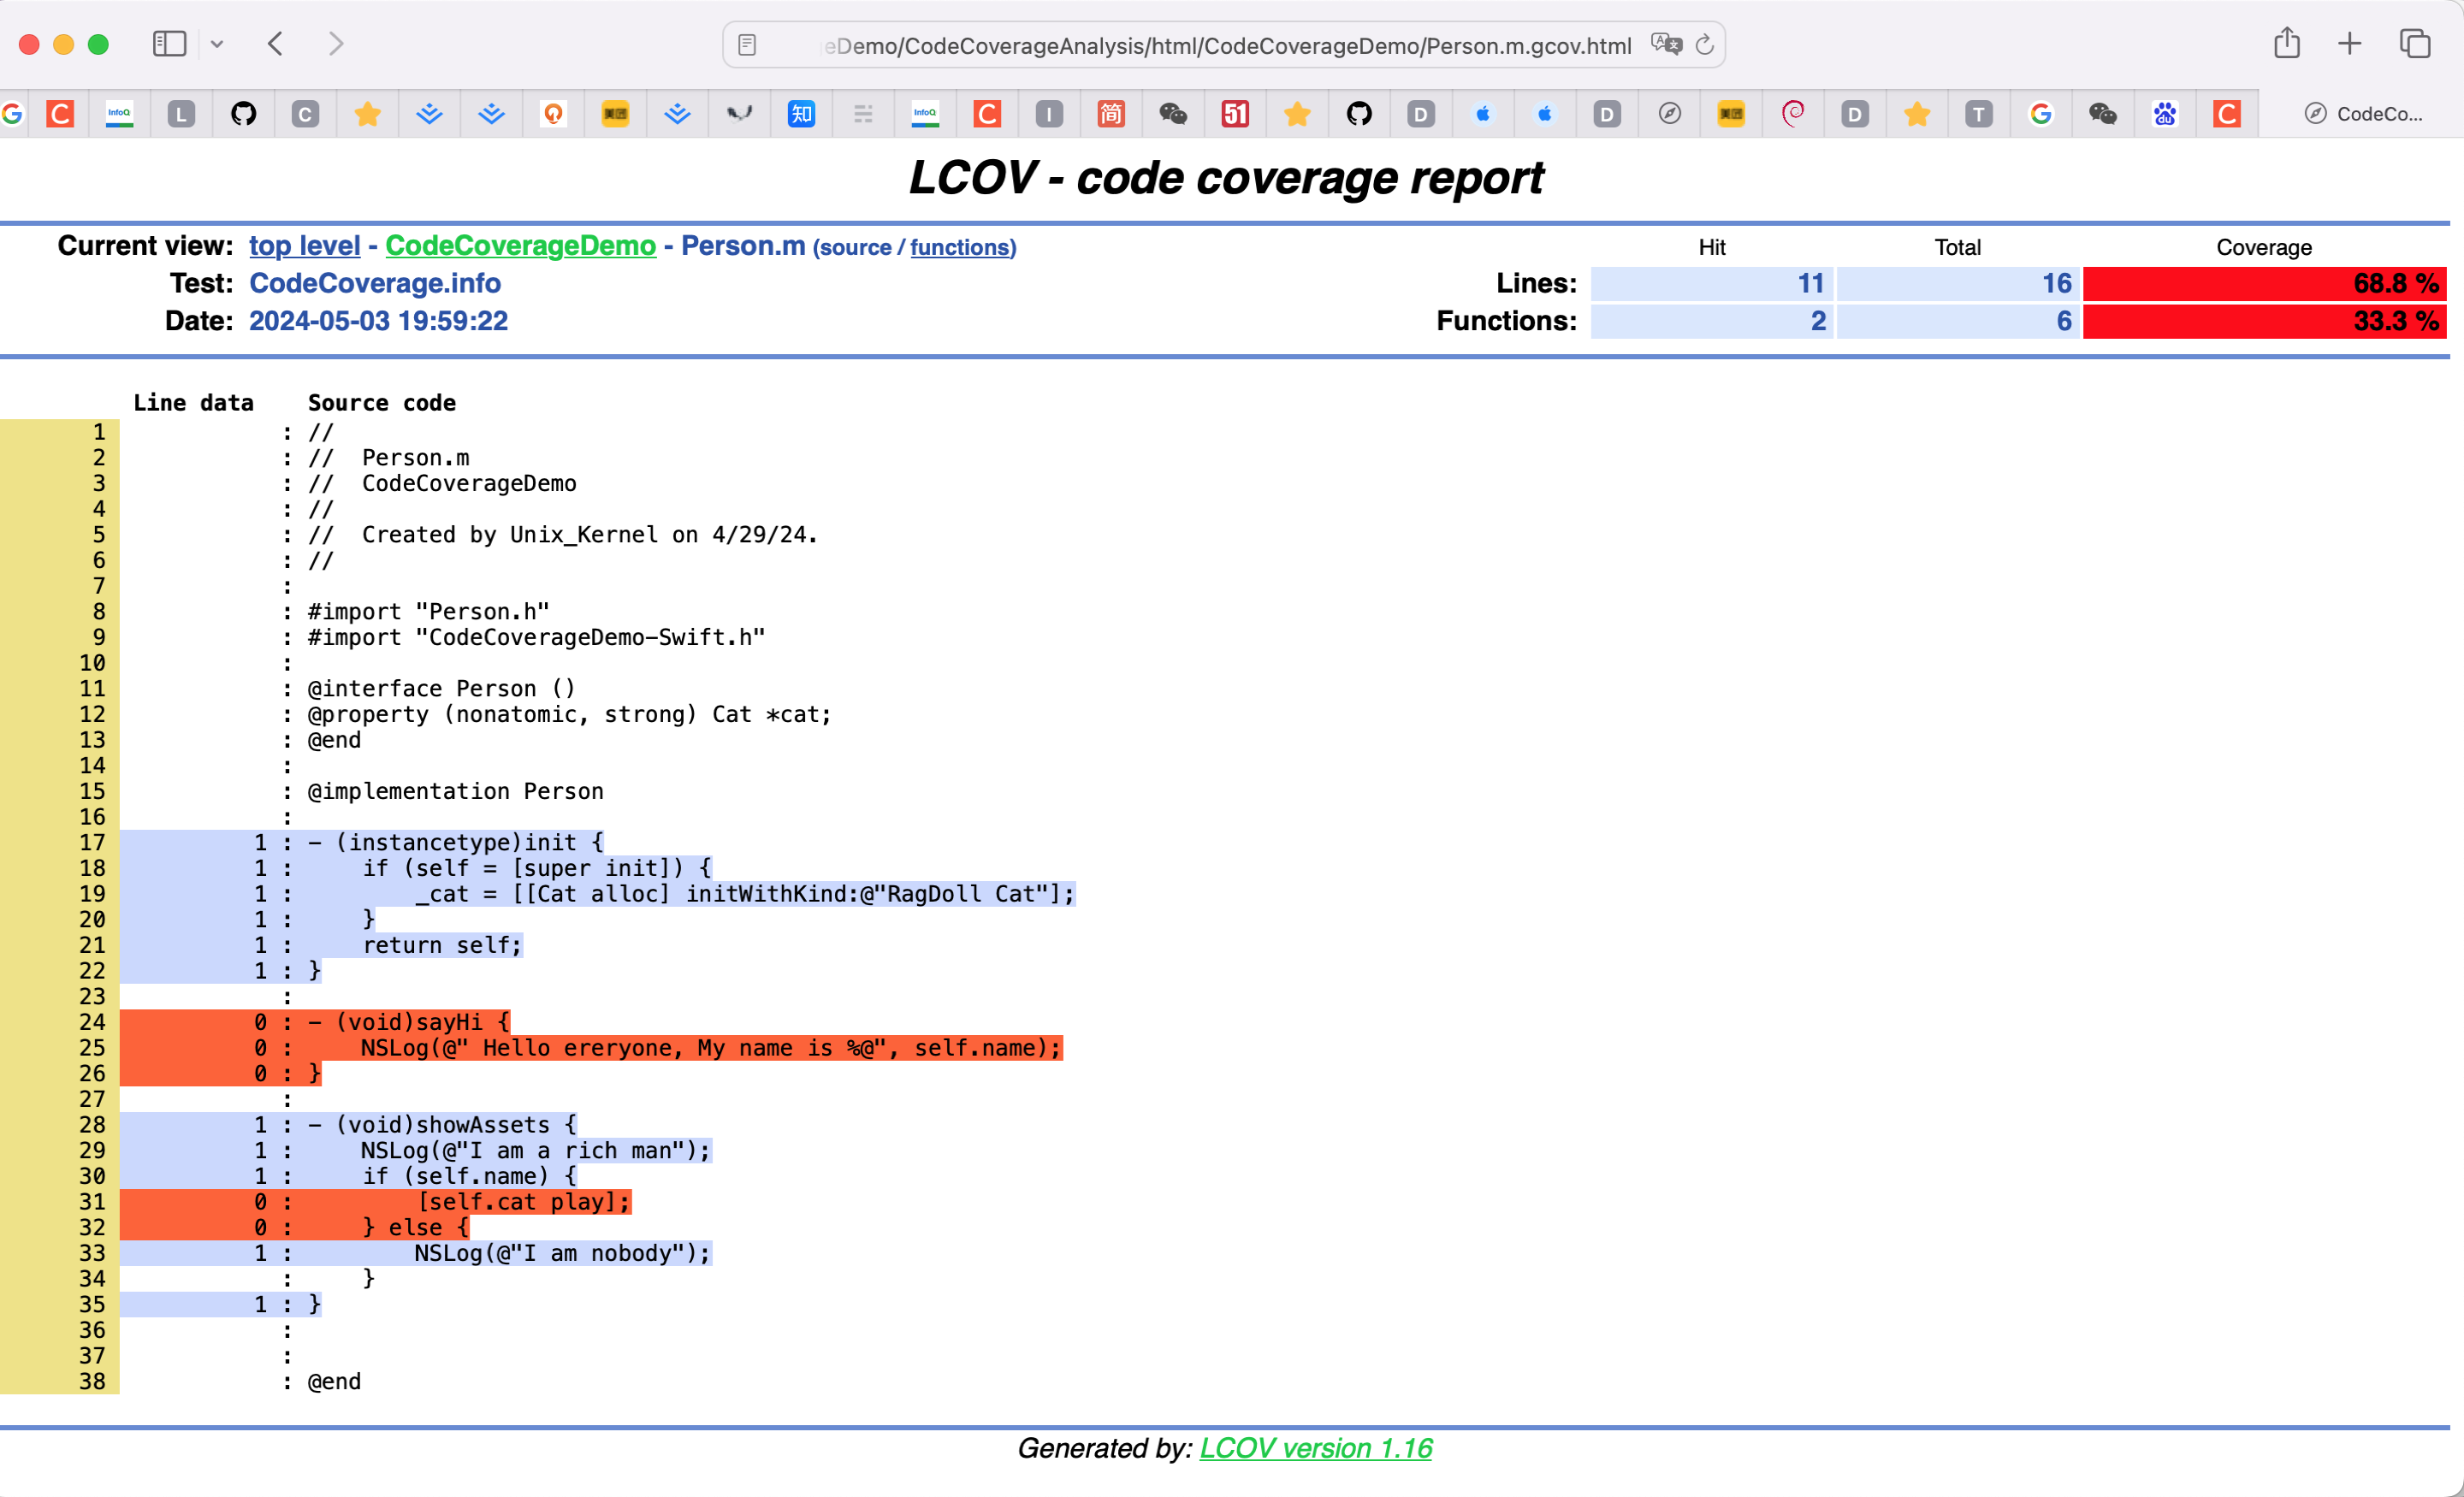 eDemo/CodeCoverageAnalysis/html/CodeCoverageDemo/Person.m.gcov.html
C InfoQ L C 知 InfoQ C I 简 51 D D D T du C CodeCo...
LCOV - code coverage report
Current view: top level - CodeCoverageDemo - Person.m (source / functions) Hit Total Coverage
Test: CodeCoverage.info Lines: 11 16 68.8 %
Date: 2024-05-03 19:59:22 Functions: 2 6 33.3 %
Line data Source code
1 : //
2 : //  Person.m
3 : //  CodeCoverageDemo
4 : //
5 : //  Created by Unix_Kernel on 4/29/24.
6 : //
7 :
8 : #import "Person.h"
9 : #import "CodeCoverageDemo-Swift.h"
10 :
11 : @interface Person ()
12 : @property (nonatomic, strong) Cat *cat;
13 : @end
14 :
15 : @implementation Person
16 :
17 1 : - (instancetype)init {
18 1 :     if (self = [super init]) {
19 1 :         _cat = [[Cat alloc] initWithKind:@"RagDoll Cat"];
20 1 :     }
21 1 :     return self;
22 1 : }
23 :
24 0 : - (void)sayHi {
25 0 :     NSLog(@" Hello ereryone, My name is %@", self.name);
26 0 : }
27 :
28 1 : - (void)showAssets {
29 1 :     NSLog(@"I am a rich man");
30 1 :     if (self.name) {
31 0 :         [self.cat play];
32 0 :     } else {
33 1 :         NSLog(@"I am nobody");
34 :     }
35 1 : }
36 :
37 :
38 : @end
Generated by: LCOV version 1.16